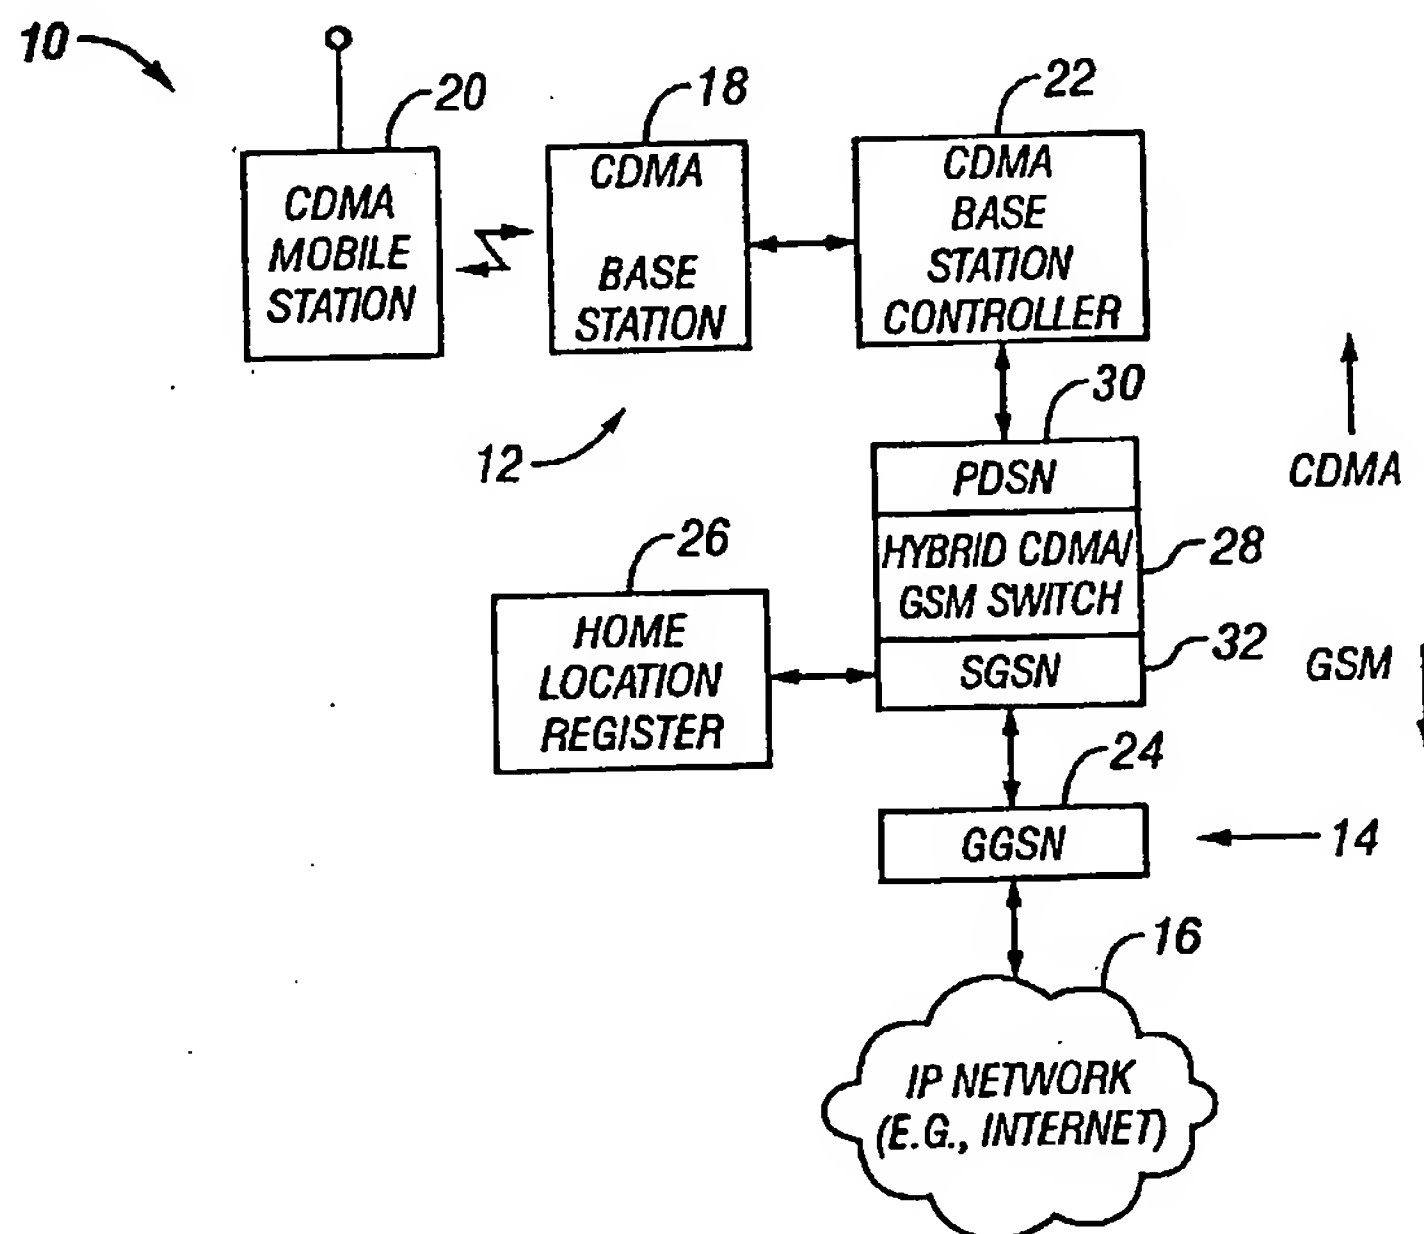 10
20
18
22
CDMA
MOBILE
STATION
CDMA
BASE
STATION
CDMA
BASE
STATION
CONTROLLER
12
30
PDSN
CDMA
HYBRID CDMA/
GSM SWITCH
28
26
HOME
LOCATION
REGISTER
SGSN
32
GSM
24
GGSN
14
16
IP NETWORK
(E.G., INTERNET)